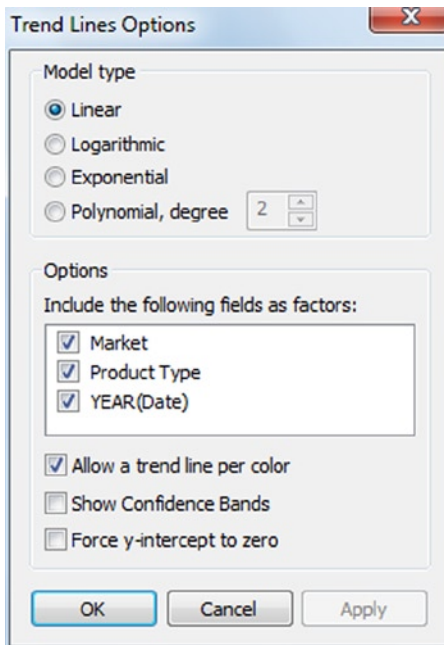 Trend Lines Options
X
Model type
Linear
Logarithmic
Exponential
Polynomial, degree 2
Options
Include the following fields as factors:
Market
Product Type
YEAR(Date)
Allow a trend line per color
Show Confidence Bands
Force y-intercept to zero
OK Cancel Apply